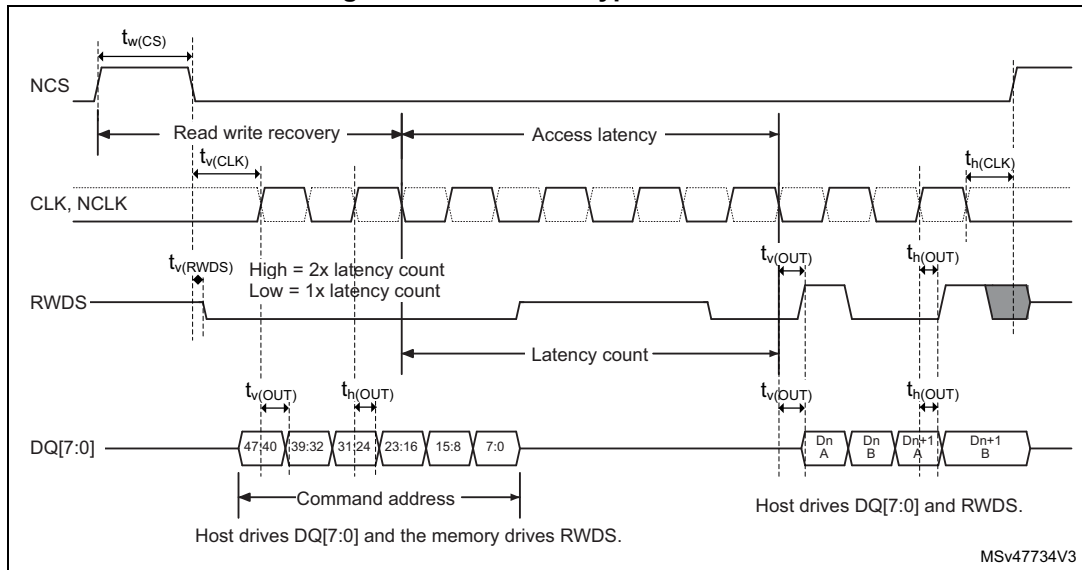 tw(CS)
NCS
Read write recovery
Access latency
tv(CLK)
th(CLK)
CLK, NCLK
tv(RWDS)
High = 2x latency count
Low = 1x latency count
tv(OUT)
th(OUT)
RWDS
Latency count
tv(OUT)
th(OUT)
tv(OUT)
th(OUT)
DQ[7:0]
47:40
39:32
31:24
23:16
15:8
7:0
Dn A
Dn B
Dn+1 A
Dn+1 B
Command address
Host drives DQ[7:0] and RWDS.
Host drives DQ[7:0] and the memory drives RWDS.
MSv47734V3